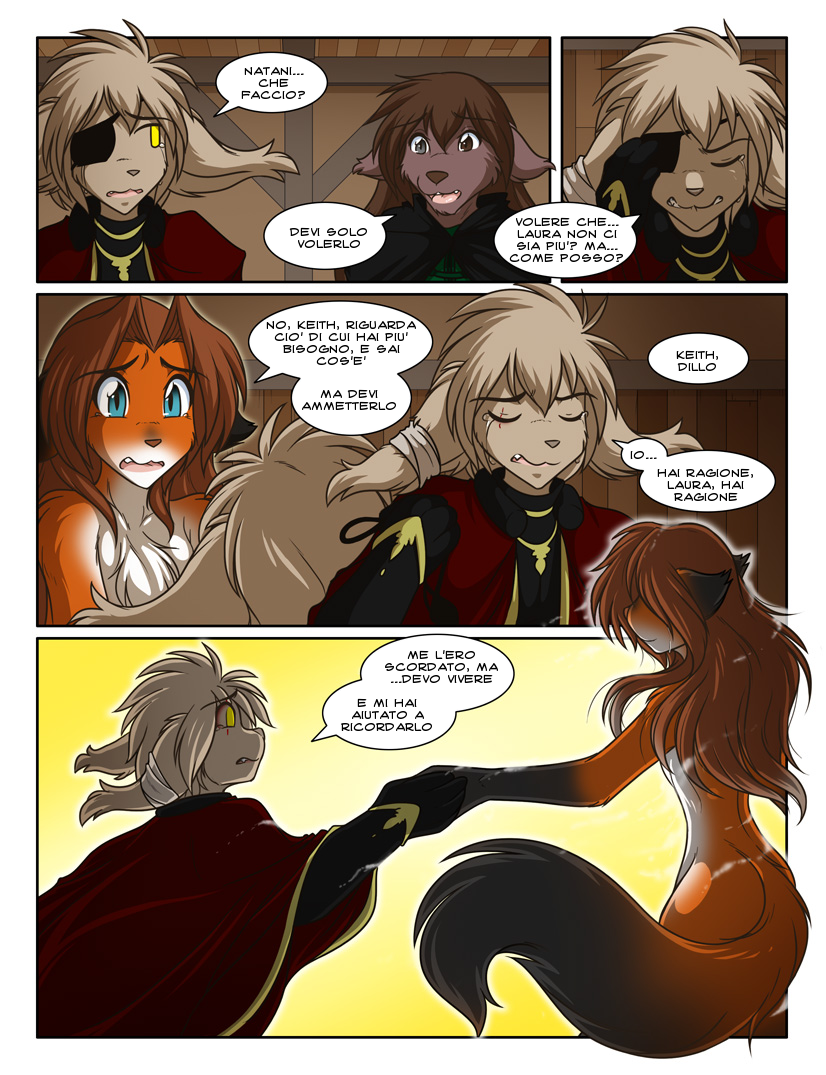 NATANI...
CHE
FACCIO?
DEVI SOLO
VOLERLO
VOLERE CHE...
LAURA NON CI
SIA PIU'? MA...
COME POSSO?
NO, KEITH, RIGUARDA
CIO' DI CUI HAI PIU'
BISOGNO, E SAI
COS'E'
MA DEVI
AMMETTERLO
KEITH,
DILLO
IO...
HAI RAGIONE,
LAURA, HAI
RAGIONE
ME L'ERO
SCORDATO, MA
...DEVO VIVERE
E MI HAI
AIUTATO A
RICORDARLO